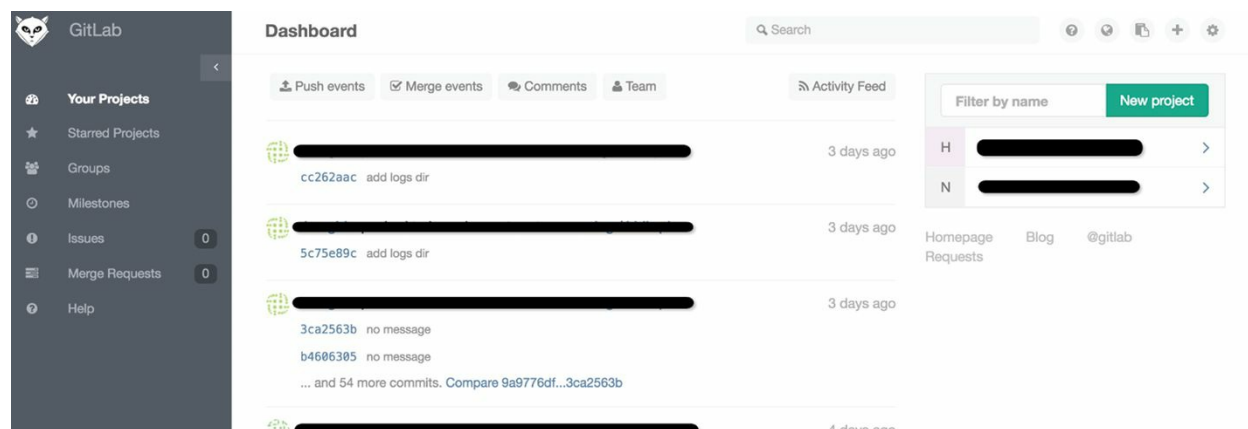 GitLab
Dashboard
Search
Push events
Merge events
Comments
Team
Activity Feed
Filter by name
New project
Your Projects
Starred Projects
Groups
Milestones
Issues 0
Merge Requests 0
Help
3 days ago
cc262aac add logs dir
3 days ago
5c75e89c add logs dir
3 days ago
3ca2563b no message
b4606305 no message
... and 54 more commits. Compare 9a9776df...3ca2563b
4 days ago
H
N
Homepage Blog @gitlab
Requests